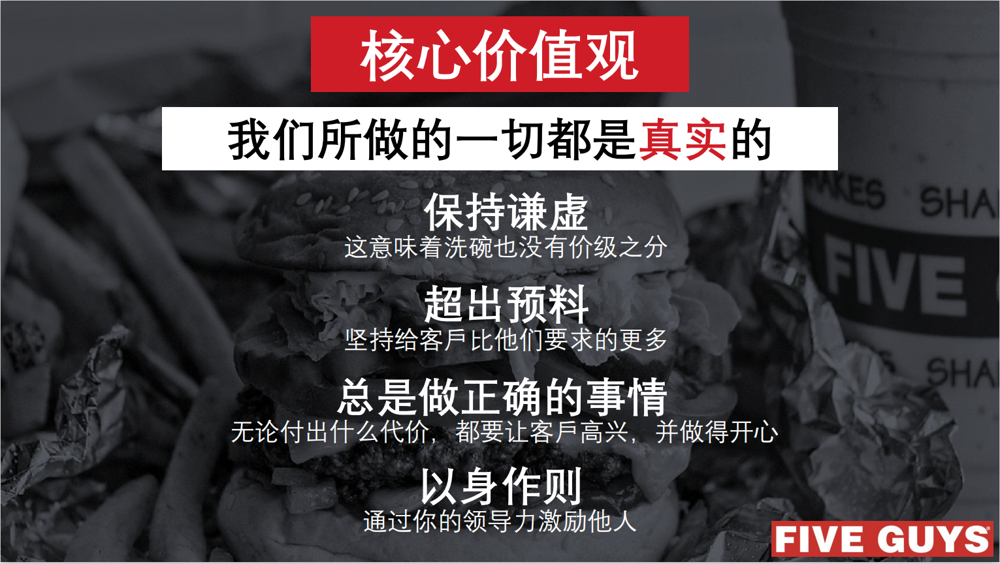 核心价值观
我们所做的一切都是真实的
保持谦虚
这意味着洗碗也没有价级之分
超出预料
坚持给客戶比他们要求的更多
总是做正确的事情
无论付出什么代价，都要让客戶高兴，并做得开心
以身作则
通过你的领导力激励他人
SHAKES SHA
FIVE
SHA
FIVE GUYS®